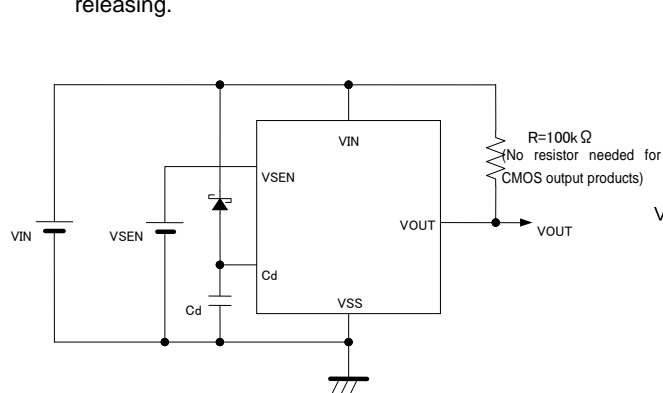 releasing.
R=100kΩ
(No resistor needed for
CMOS output products)
VIN
VSEN
VIN
VSEN
VOUT
VOUT
V
Cd
Cd
VSS